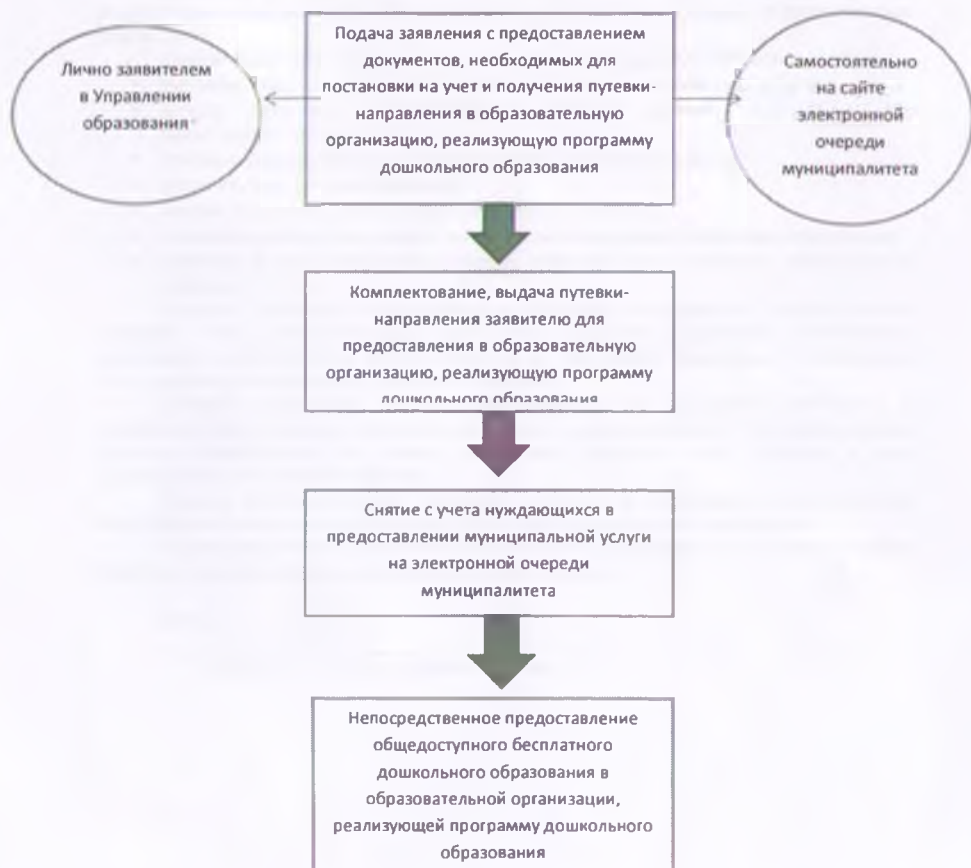 Подача заявления с предоставлением
документов, необходимых для
постановки на учет и получения путевки-
направления в образовательную
организацию, реализующую программу
дошкольного образования
Лично заявителем
в Управлении
образования
Самостоятельно
на сайте
электронной
очереди
муниципалитета
Комплектование, выдача путевки-
направления заявителю для
предоставления в образовательную
организацию, реализующую программу
дошкольного образования
Снятие с учета нуждающихся в
предоставлении муниципальной услуги
на электронной очереди
муниципалитета
Непосредственное предоставление
общедоступного бесплатного
дошкольного образования в
образовательной организации,
реализующей программу дошкольного
образования